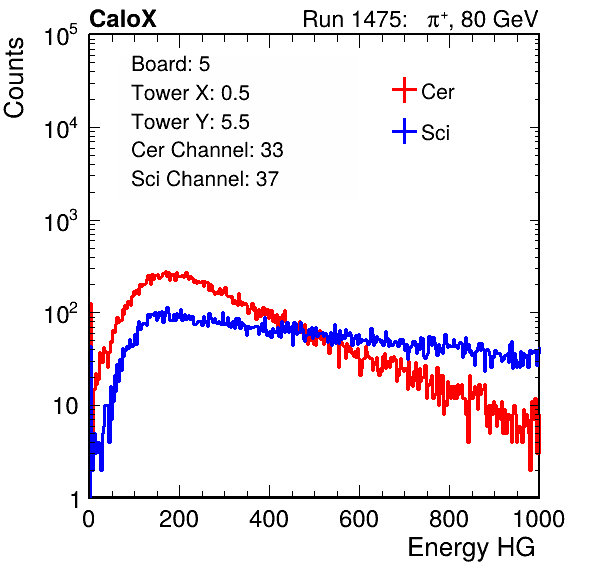 CaloX Run 1475: π⁺, 80 GeV
Counts
Board: 5
Tower X: 0.5
Tower Y: 5.5
Cer Channel: 33
Sci Channel: 37
Cer
Sci
10⁵
10⁴
10³
10²
10
1
0 200 400 600 800 1000
Energy HG